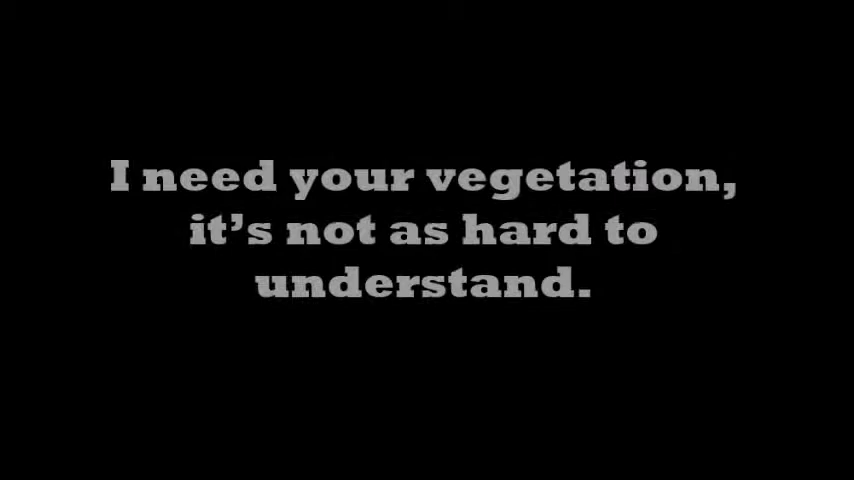 I need your vegetation,
it’s not as hard to
understand.